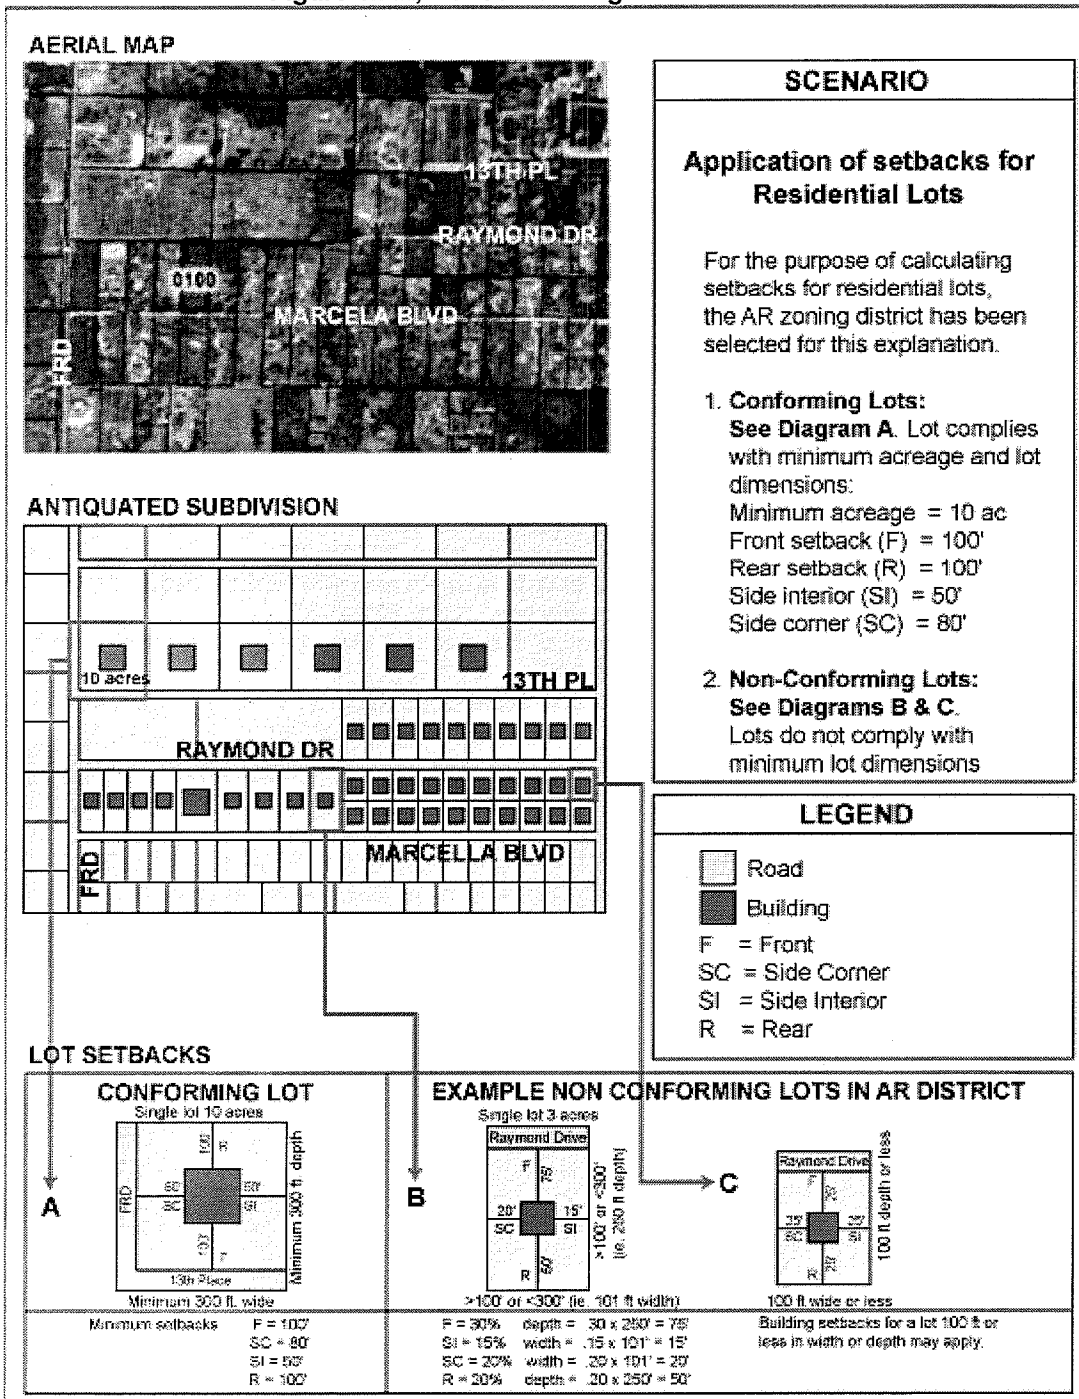 AERIAL MAP
13TH PL
RAYMOND DR
0100
MARCELA BLVD
FRD
SCENARIO
Application of setbacks for
Residential Lots
For the purpose of calculating
setbacks for residential lots,
the AR zoning district has been
selected for this explanation.
1. Conforming Lots:
See Diagram A. Lot complies
with minimum acreage and lot
dimensions:
Minimum acreage = 10 ac
Front setback (F) = 100'
Rear setback (R) = 100'
Side interior (SI) = 50'
Side corner (SC) = 80'
2. Non-Conforming Lots:
See Diagrams B & C.
Lots do not comply with
minimum lot dimensions
ANTIQUATED SUBDIVISION
10 acres
13TH PL
RAYMOND DR
FRD
MARCELLA BLVD
LEGEND
Road
Building
F = Front
SC = Side Corner
SI = Side Interior
R = Rear
LOT SETBACKS
CONFORMING LOT
Single lot 10 acres
A
FRD
100'
R
80'
SC
50'
SI
100'
F
13th Place
Minimum 300 ft. depth
Minimum 300 ft. wide
Minimum setbacks F = 100'
SC = 80'
SI = 50'
R = 100'
EXAMPLE NON CONFORMING LOTS IN AR DISTRICT
B
Single lot 3 acres
Raymond Drive
F
75'
20'
SC
15'
SI
R
50'
>100' or <300'
(ie. 250 ft depth)
>100' or <300' (ie. 101 ft width)
F = 30% depth = .30 x 250' = 75'
SI = 15% width = .15 x 101' = 15'
SC = 20% width = .20 x 101' = 20'
R = 20% depth = .20 x 250' = 50'
C
Raymond Drive
F
25'
25'
SC
25'
SI
R
25'
100 ft depth or less
100 ft wide or less
Building setbacks for a lot 100 ft or
less in width or depth may apply.